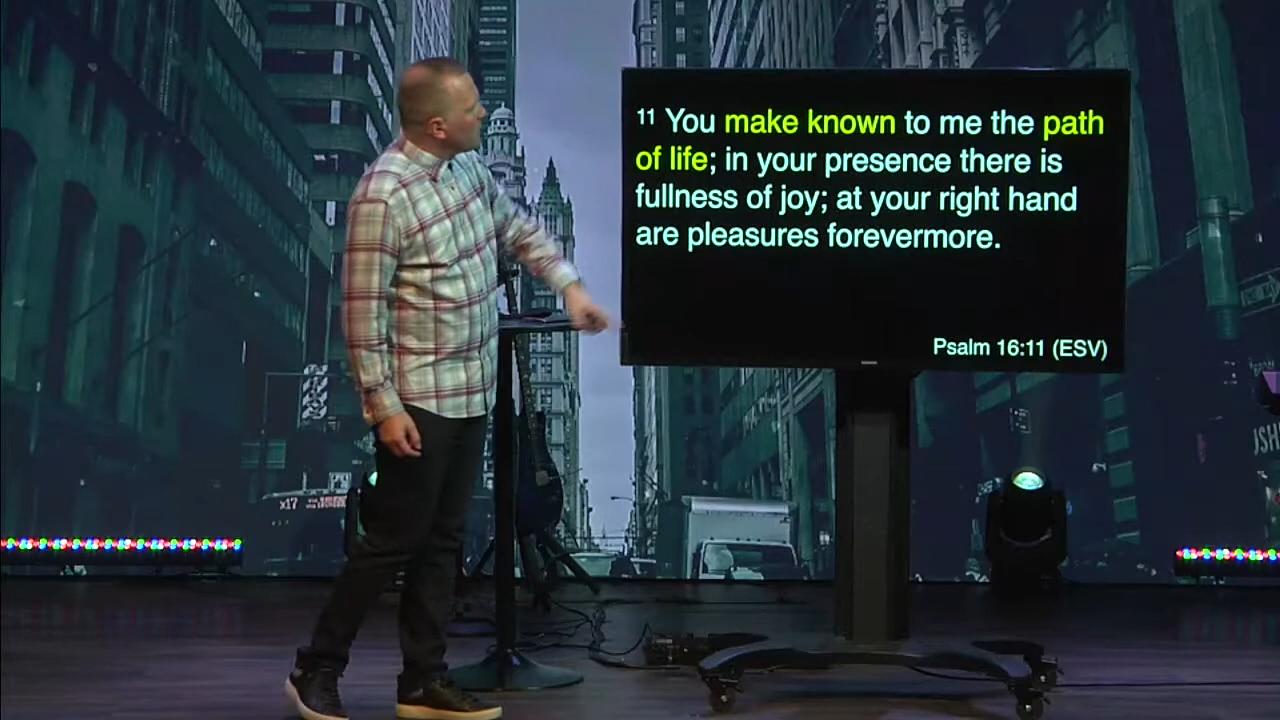 11 You make known to me the path
of life; in your presence there is
fullness of joy; at your right hand
are pleasures forevermore.
Psalm 16:11 (ESV)
x17